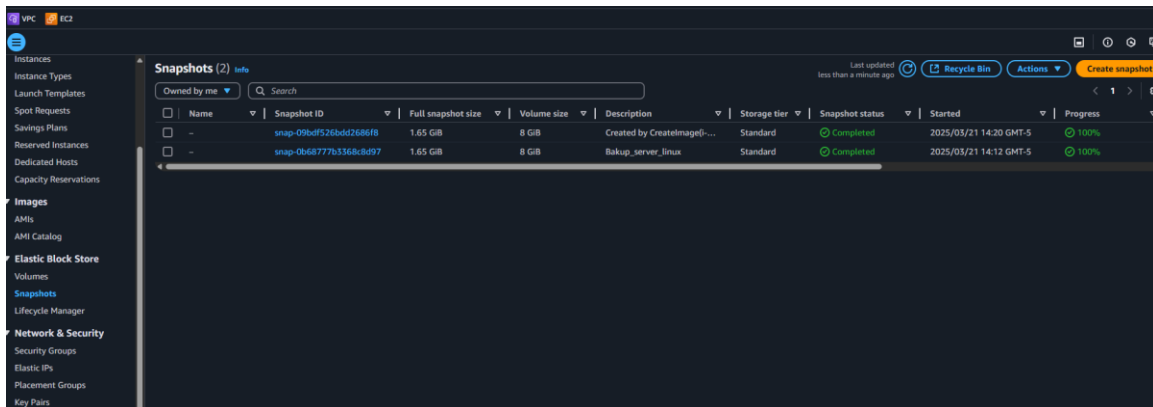 VPC EC2
Instances
Instance Types
Launch Templates
Spot Requests
Savings Plans
Reserved Instances
Dedicated Hosts
Capacity Reservations
Images
AMIs
AMI Catalog
Elastic Block Store
Volumes
Snapshots
Lifecycle Manager
Network & Security
Security Groups
Elastic IPs
Placement Groups
Key Pairs
Snapshots (2) Info
Last updated
less than a minute ago
Recycle Bin Actions Create snapshot
Owned by me Search
1
Name Snapshot ID Full snapshot size Volume size Description Storage tier Snapshot status Started Progress
– snap-09bdf526bdd2686f8 1.65 GiB 8 GiB Created by CreateImage(i-... Standard Completed 2025/03/21 14:20 GMT-5 100%
– snap-0b68777b3368c8d97 1.65 GiB 8 GiB Bakup_server_linux Standard Completed 2025/03/21 14:12 GMT-5 100%